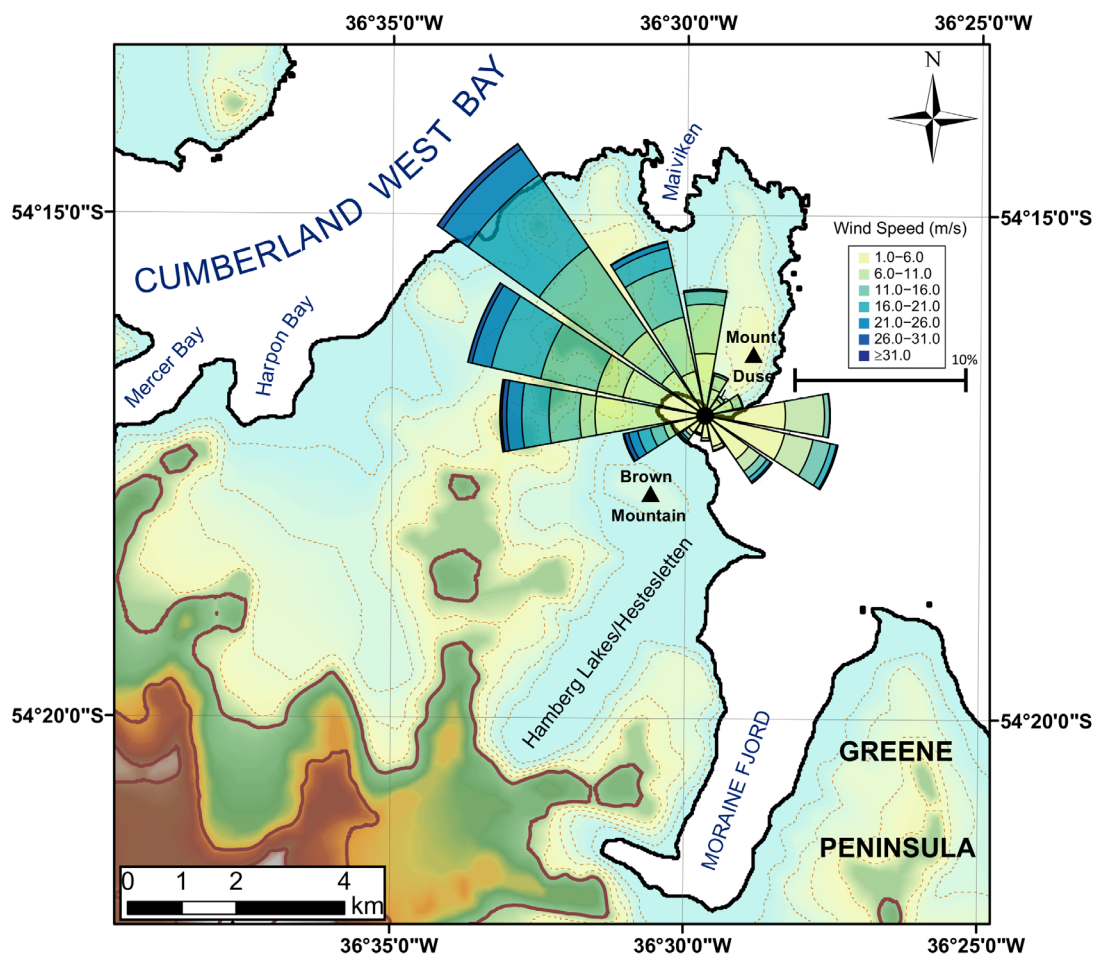 36°35'0"W
36°30'0"W
36°25'0"W
N
CUMBERLAND WEST BAY
Maiviken
54°15'0"S
54°15'0"S
Wind Speed (m/s)
1.0–6.0
6.0–11.0
11.0–16.0
16.0–21.0
21.0–26.0
26.0–31.0
≥31.0
10%
Mercer Bay
Harpon Bay
Mount
Duse
Brown
Mountain
Hamberg Lakes/Hestesletten
54°20'0"S
54°20'0"S
MORAINE FJORD
GREENE
PENINSULA
0 1 2 4
km
36°35'0"W
36°30'0"W
36°25'0"W